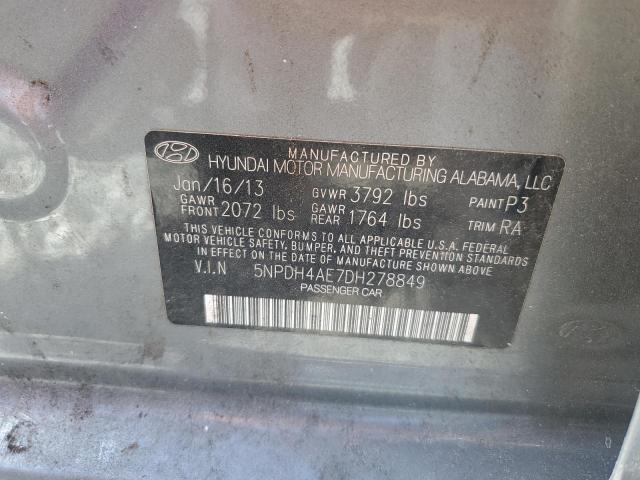 MANUFACTURED BY
HYUNDAI MOTOR MANUFACTURING ALABAMA, LLC
Jan/16/13 GVWR 3792 lbs PAINT P3
GAWR FRONT 2072 lbs GAWR REAR 1764 lbs TRIM RA
THIS VEHICLE CONFORMS TO ALL APPLICABLE U.S.A. FEDERAL
MOTOR VEHICLE SAFETY, BUMPER, AND THEFT PREVENTION STANDARDS
IN EFFECT ON THE DATE OF MANUFACTURE SHOWN ABOVE.
V.I.N 5NPDH4AE7DH278849
PASSENGER CAR